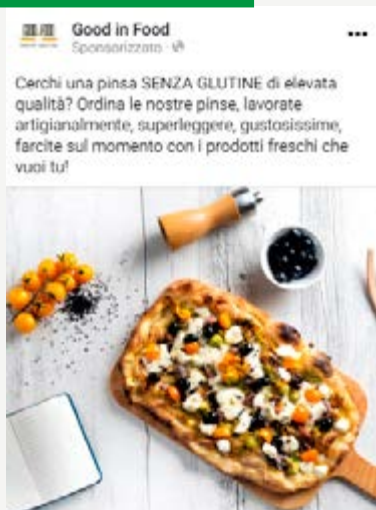 Good in Food
Sponsorizzato ·
Cerchi una pinsa SENZA GLUTINE di elevata
qualità? Ordina le nostre pinse, lavorate
artigianalmente, superleggere, gustosissime,
farcite sul momento con i prodotti freschi che
vuoi tu!